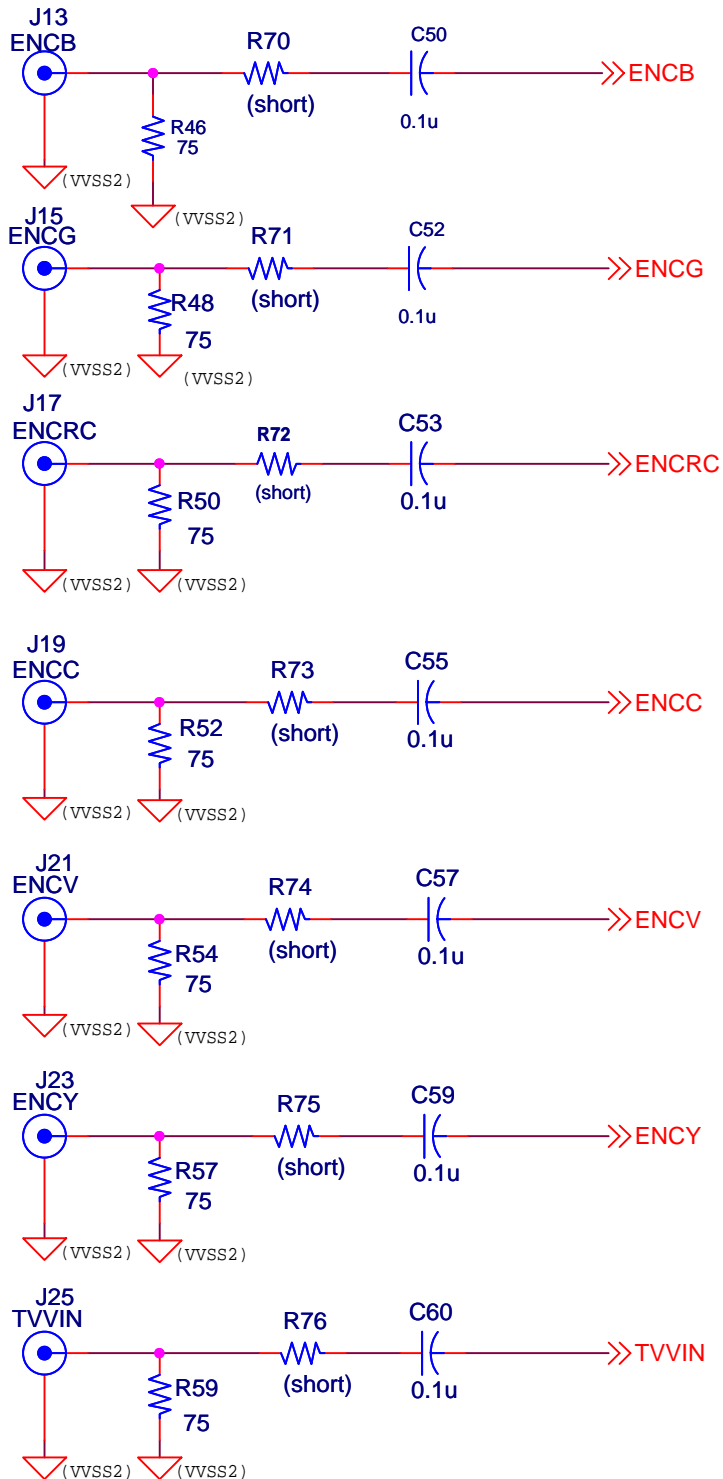 J13
ENCB
R70
(short)
C50
0.1u
ENCB
R46
75
(VVSS2)
(VVSS2)
J15
ENCG
R71
(short)
C52
0.1u
ENCG
R48
75
(VVSS2)
(VVSS2)
J17
ENCRC
R72
(short)
C53
0.1u
ENCRC
R50
75
(VVSS2)
(VVSS2)
J19
ENCC
R73
(short)
C55
0.1u
ENCC
R52
75
(VVSS2)
(VVSS2)
J21
ENCV
R74
(short)
C57
0.1u
ENCV
R54
75
(VVSS2)
(VVSS2)
J23
ENCY
R75
(short)
C59
0.1u
ENCY
R57
75
(VVSS2)
(VVSS2)
J25
TVVIN
R76
(short)
C60
0.1u
TVVIN
R59
75
(VVSS2)
(VVSS2)